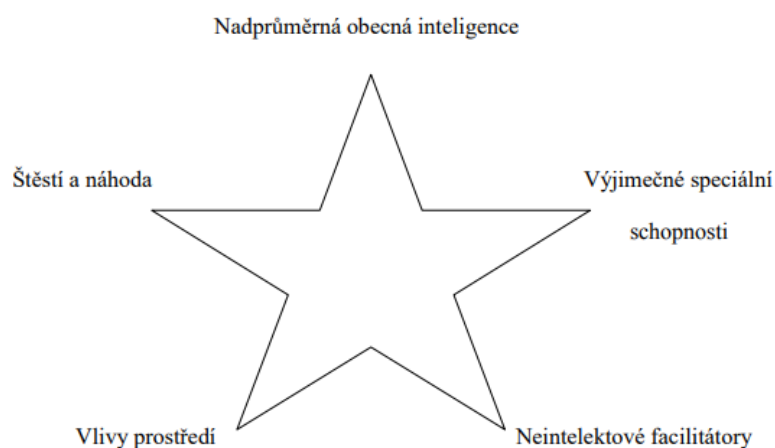 Nadprůměrná obecná inteligence
Štěstí a náhoda
Výjimečné speciální
schopnosti
Vlivy prostředí
Neintelektové facilitátory